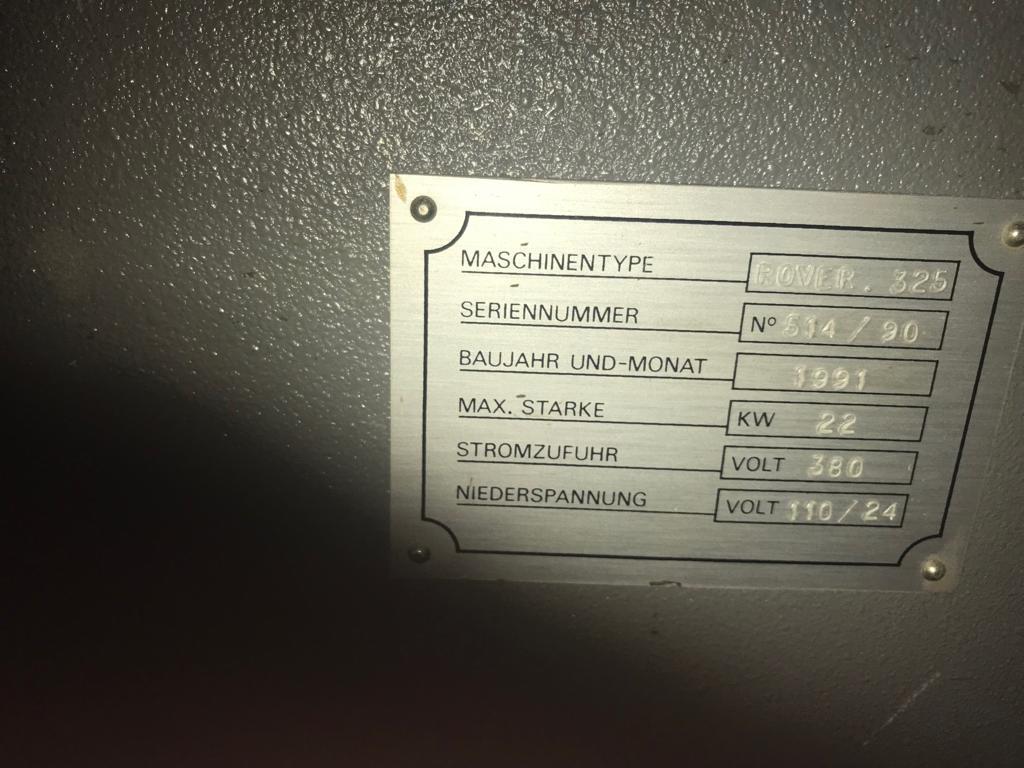 MASCHINENTYPE ROVER. 325
SERIENNUMMER Nº 514/90
BAUJAHR UND-MONAT 1991
MAX. STARKE KW 22
STROMZUFUHR VOLT 380
NIEDERSPANNUNG VOLT 110/24